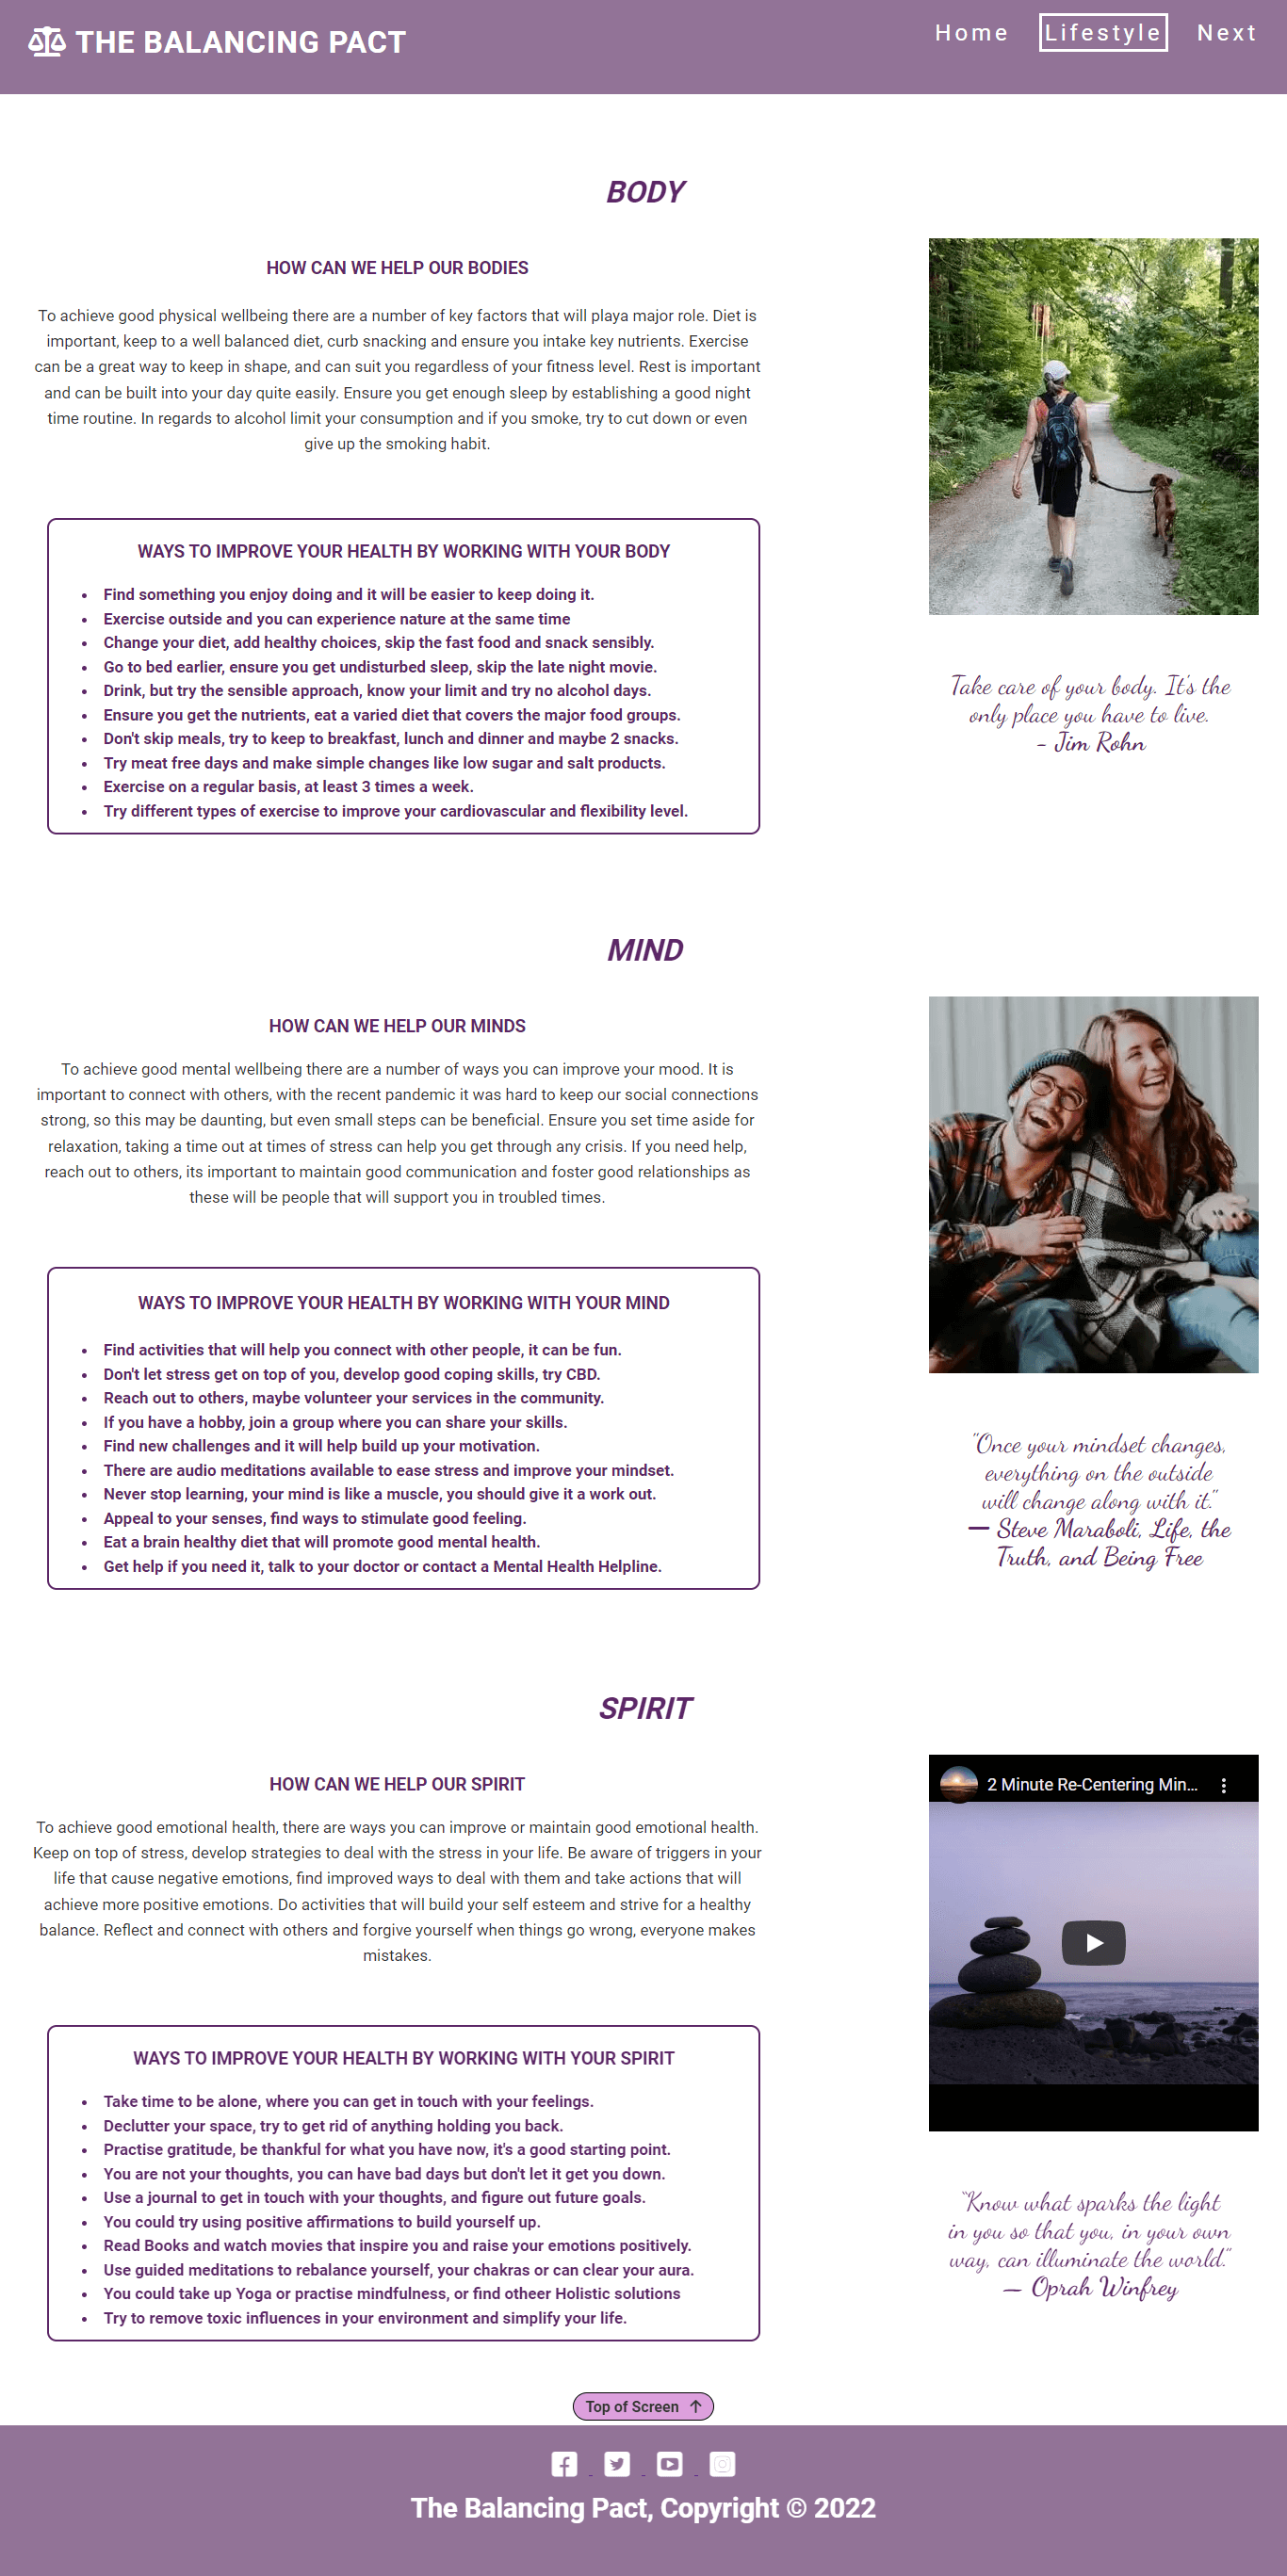 THE BALANCING PACT
Home
Lifestyle
Next
BODY
HOW CAN WE HELP OUR BODIES
To achieve good physical wellbeing there are a number of key factors that will playa major role. Diet is
important, keep to a well balanced diet, curb snacking and ensure you intake key nutrients. Exercise
can be a great way to keep in shape, and can suit you regardless of your fitness level. Rest is important
and can be built into your day quite easily. Ensure you get enough sleep by establishing a good night
time routine. In regards to alcohol limit your consumption and if you smoke, try to cut down or even
give up the smoking habit.
WAYS TO IMPROVE YOUR HEALTH BY WORKING WITH YOUR BODY
• Find something you enjoy doing and it will be easier to keep doing it.
• Exercise outside and you can experience nature at the same time
• Change your diet, add healthy choices, skip the fast food and snack sensibly.
• Go to bed earlier, ensure you get undisturbed sleep, skip the late night movie.
• Drink, but try the sensible approach, know your limit and try no alcohol days.
• Ensure you get the nutrients, eat a varied diet that covers the major food groups.
• Don't skip meals, try to keep to breakfast, lunch and dinner and maybe 2 snacks.
• Try meat free days and make simple changes like low sugar and salt products.
• Exercise on a regular basis, at least 3 times a week.
• Try different types of exercise to improve your cardiovascular and flexibility level.
Take care of your body. It's the
only place you have to live.
- Jim Rohn
MIND
HOW CAN WE HELP OUR MINDS
To achieve good mental wellbeing there are a number of ways you can improve your mood. It is
important to connect with others, with the recent pandemic it was hard to keep our social connections
strong, so this may be daunting, but even small steps can be beneficial. Ensure you set time aside for
relaxation, taking a time out at times of stress can help you get through any crisis. If you need help,
reach out to others, its important to maintain good communication and foster good relationships as
these will be people that will support you in troubled times.
WAYS TO IMPROVE YOUR HEALTH BY WORKING WITH YOUR MIND
• Find activities that will help you connect with other people, it can be fun.
• Don't let stress get on top of you, develop good coping skills, try CBD.
• Reach out to others, maybe volunteer your services in the community.
• If you have a hobby, join a group where you can share your skills.
• Find new challenges and it will help build up your motivation.
• There are audio meditations available to ease stress and improve your mindset.
• Never stop learning, your mind is like a muscle, you should give it a work out.
• Appeal to your senses, find ways to stimulate good feeling.
• Eat a brain healthy diet that will promote good mental health.
• Get help if you need it, talk to your doctor or contact a Mental Health Helpline.
"Once your mindset changes,
everything on the outside
will change along with it."
— Steve Maraboli, Life, the
Truth, and Being Free
SPIRIT
HOW CAN WE HELP OUR SPIRIT
To achieve good emotional health, there are ways you can improve or maintain good emotional health.
Keep on top of stress, develop strategies to deal with the stress in your life. Be aware of triggers in your
life that cause negative emotions, find improved ways to deal with them and take actions that will
achieve more positive emotions. Do activities that will build your self esteem and strive for a healthy
balance. Reflect and connect with others and forgive yourself when things go wrong, everyone makes
mistakes.
2 Minute Re-Centering Min...
WAYS TO IMPROVE YOUR HEALTH BY WORKING WITH YOUR SPIRIT
• Take time to be alone, where you can get in touch with your feelings.
• Declutter your space, try to get rid of anything holding you back.
• Practise gratitude, be thankful for what you have now, it's a good starting point.
• You are not your thoughts, you can have bad days but don't let it get you down.
• Use a journal to get in touch with your thoughts, and figure out future goals.
• You could try using positive affirmations to build yourself up.
• Read Books and watch movies that inspire you and raise your emotions positively.
• Use guided meditations to rebalance yourself, your chakras or can clear your aura.
• You could take up Yoga or practise mindfulness, or find otheer Holistic solutions
• Try to remove toxic influences in your environment and simplify your life.
“Know what sparks the light
in you so that you, in your own
way, can illuminate the world.”
— Oprah Winfrey
Top of Screen ↑
The Balancing Pact, Copyright © 2022